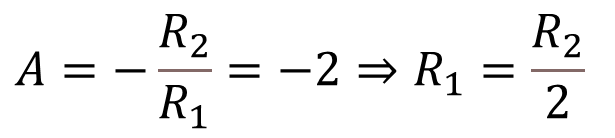 A = − R₂/R₁ = −2 ⇒ R₁ = R₂/2